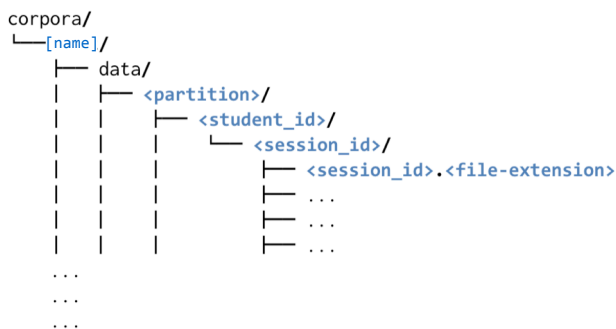 corpora/
└──[name]/
├── data/
│ ├── <partition>/
│ │ ├── <student_id>/
│ │ │ └── <session_id>/
│ │ │ ├── <session_id>.<file-extension>
│ │ │ ├── ...
│ │ │ ├── ...
│ │ │ ├── ...
...
...
...